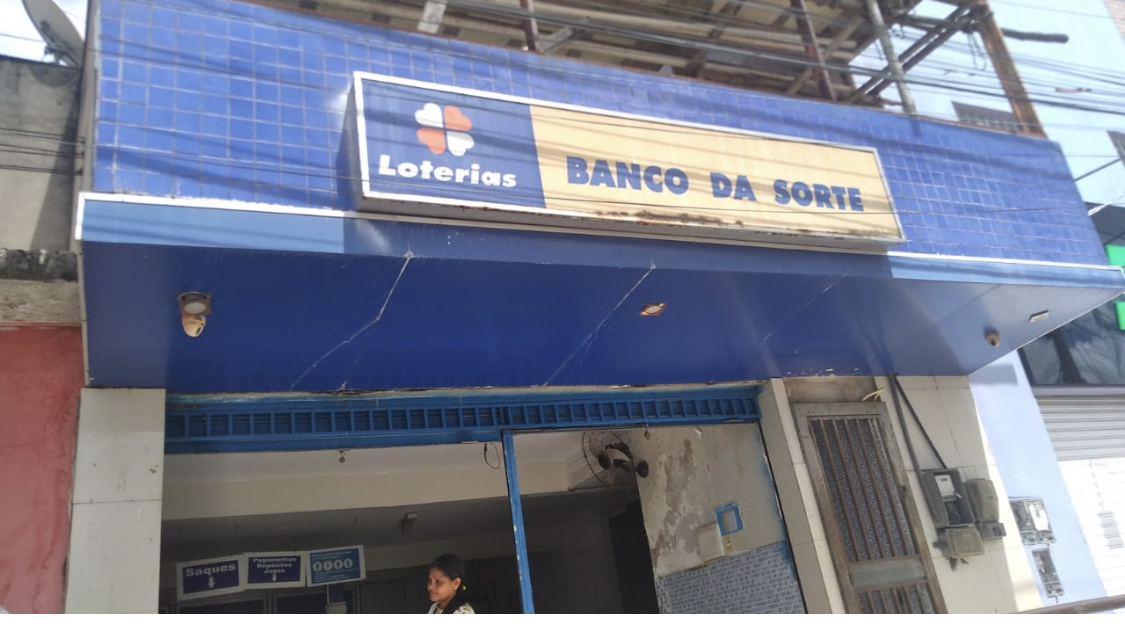 Loterias
BANCO DA SORTE
Saques
Pagamentos
Depósitos
Jogos